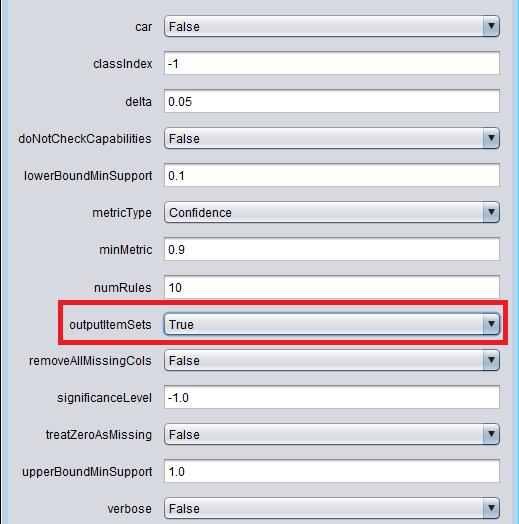 car False
classIndex -1
delta 0.05
doNotCheckCapabilities False
lowerBoundMinSupport 0.1
metricType Confidence
minMetric 0.9
numRules 10
outputItemSets True
removeAllMissingCols False
significanceLevel -1.0
treatZeroAsMissing False
upperBoundMinSupport 1.0
verbose False